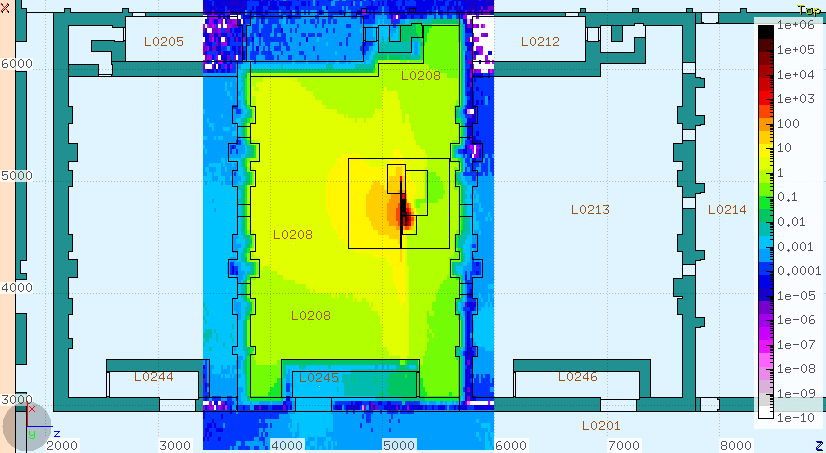 X
Top
1e+06
L0205
L0212
1e+05
6000
L0208
1e+04
1e+03
100
10
5000
1
0.1
L0213
L0214
0.01
L0208
0.001
0.0001
4000
1e-05
L0208
1e-06
1e-07
1e-08
L0244
L0245
L0246
1e-09
3000
1e-10
x
L0201
y z
2000
3000
4000
5000
6000
7000
8000
Z